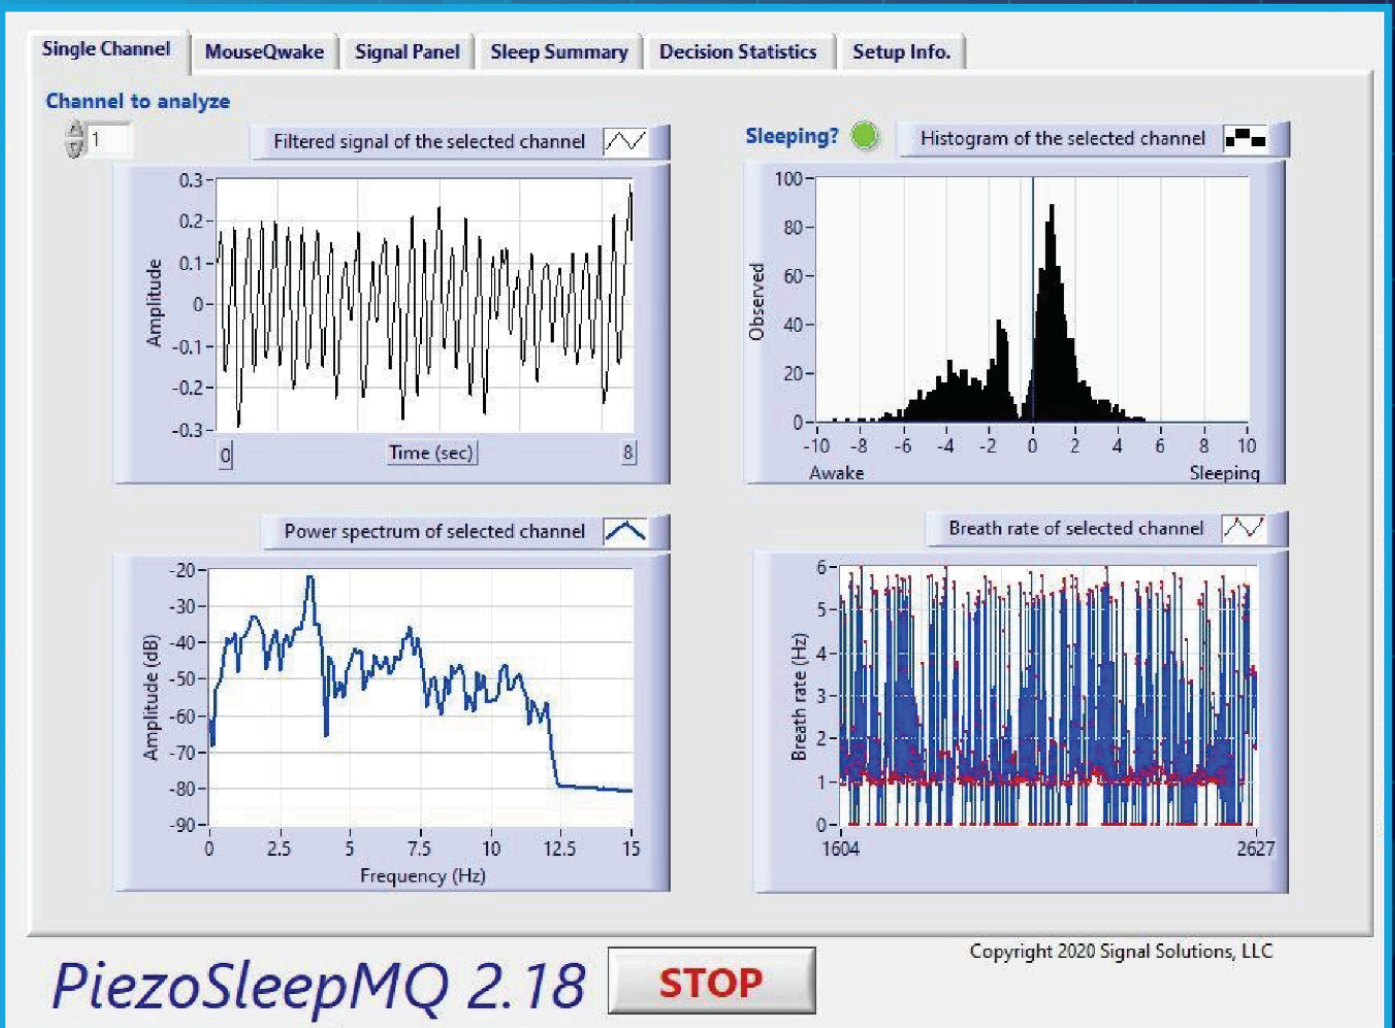 Single Channel MouseQwake Signal Panel Sleep Summary Decision Statistics Setup Info.
Channel to analyze
1
Filtered signal of the selected channel
0.3
0.2
0.1
0
-0.1
-0.2
-0.3
Amplitude
0 Time (sec) 8
Sleeping?
Histogram of the selected channel
100
80
60
40
20
0
Observed
-10 -8 -6 -4 -2 0 2 4 6 8 10
Awake Sleeping
Power spectrum of selected channel
-20
-30
-40
-50
-60
-70
-80
-90
Amplitude (dB)
0 2.5 5 7.5 10 12.5 15
Frequency (Hz)
Breath rate of selected channel
6
5
4
3
2
1
0
Breath rate (Hz)
1604 2627
Copyright 2020 Signal Solutions, LLC
PiezoSleepMQ 2.18
STOP